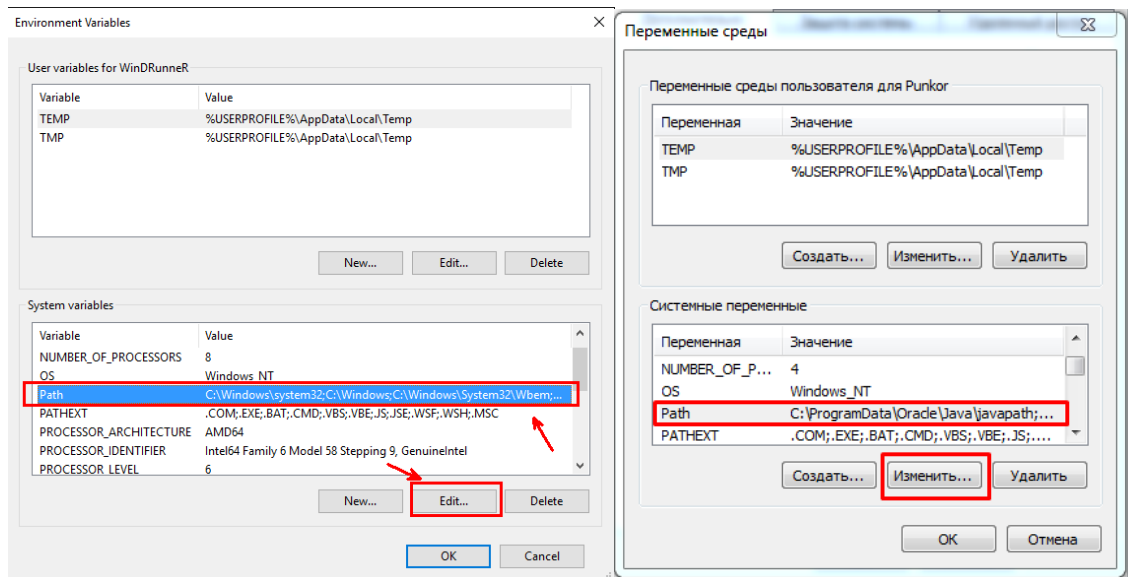 Environment Variables
User variables for WinDRunneR
Variable Value
TEMP %USERPROFILE%\AppData\Local\Temp
TMP %USERPROFILE%\AppData\Local\Temp
New... Edit... Delete
System variables
Variable Value
NUMBER_OF_PROCESSORS 8
OS Windows_NT
Path C:\Windows\system32;C:\Windows;C:\Windows\System32\Wbem;...
PATHEXT .COM;.EXE;.BAT;.CMD;.VBS;.VBE;.JS;.JSE;.WSF;.WSH;.MSC
PROCESSOR_ARCHITECTURE AMD64
PROCESSOR_IDENTIFIER Intel64 Family 6 Model 58 Stepping 9, GenuineIntel
PROCESSOR_LEVEL 6
New... Edit... Delete
OK Cancel
Переменные среды
Переменные среды пользователя для Punkor
Переменная Значение
TEMP %USERPROFILE%\AppData\Local\Temp
TMP %USERPROFILE%\AppData\Local\Temp
Создать... Изменить... Удалить
Системные переменные
Переменная Значение
NUMBER_OF_P... 4
OS Windows_NT
Path C:\ProgramData\Oracle\Java\javapath;...
PATHEXT .COM;.EXE;.BAT;.CMD;.VBS;.VBE;.JS;....
Создать... Изменить... Удалить
OK Отмена